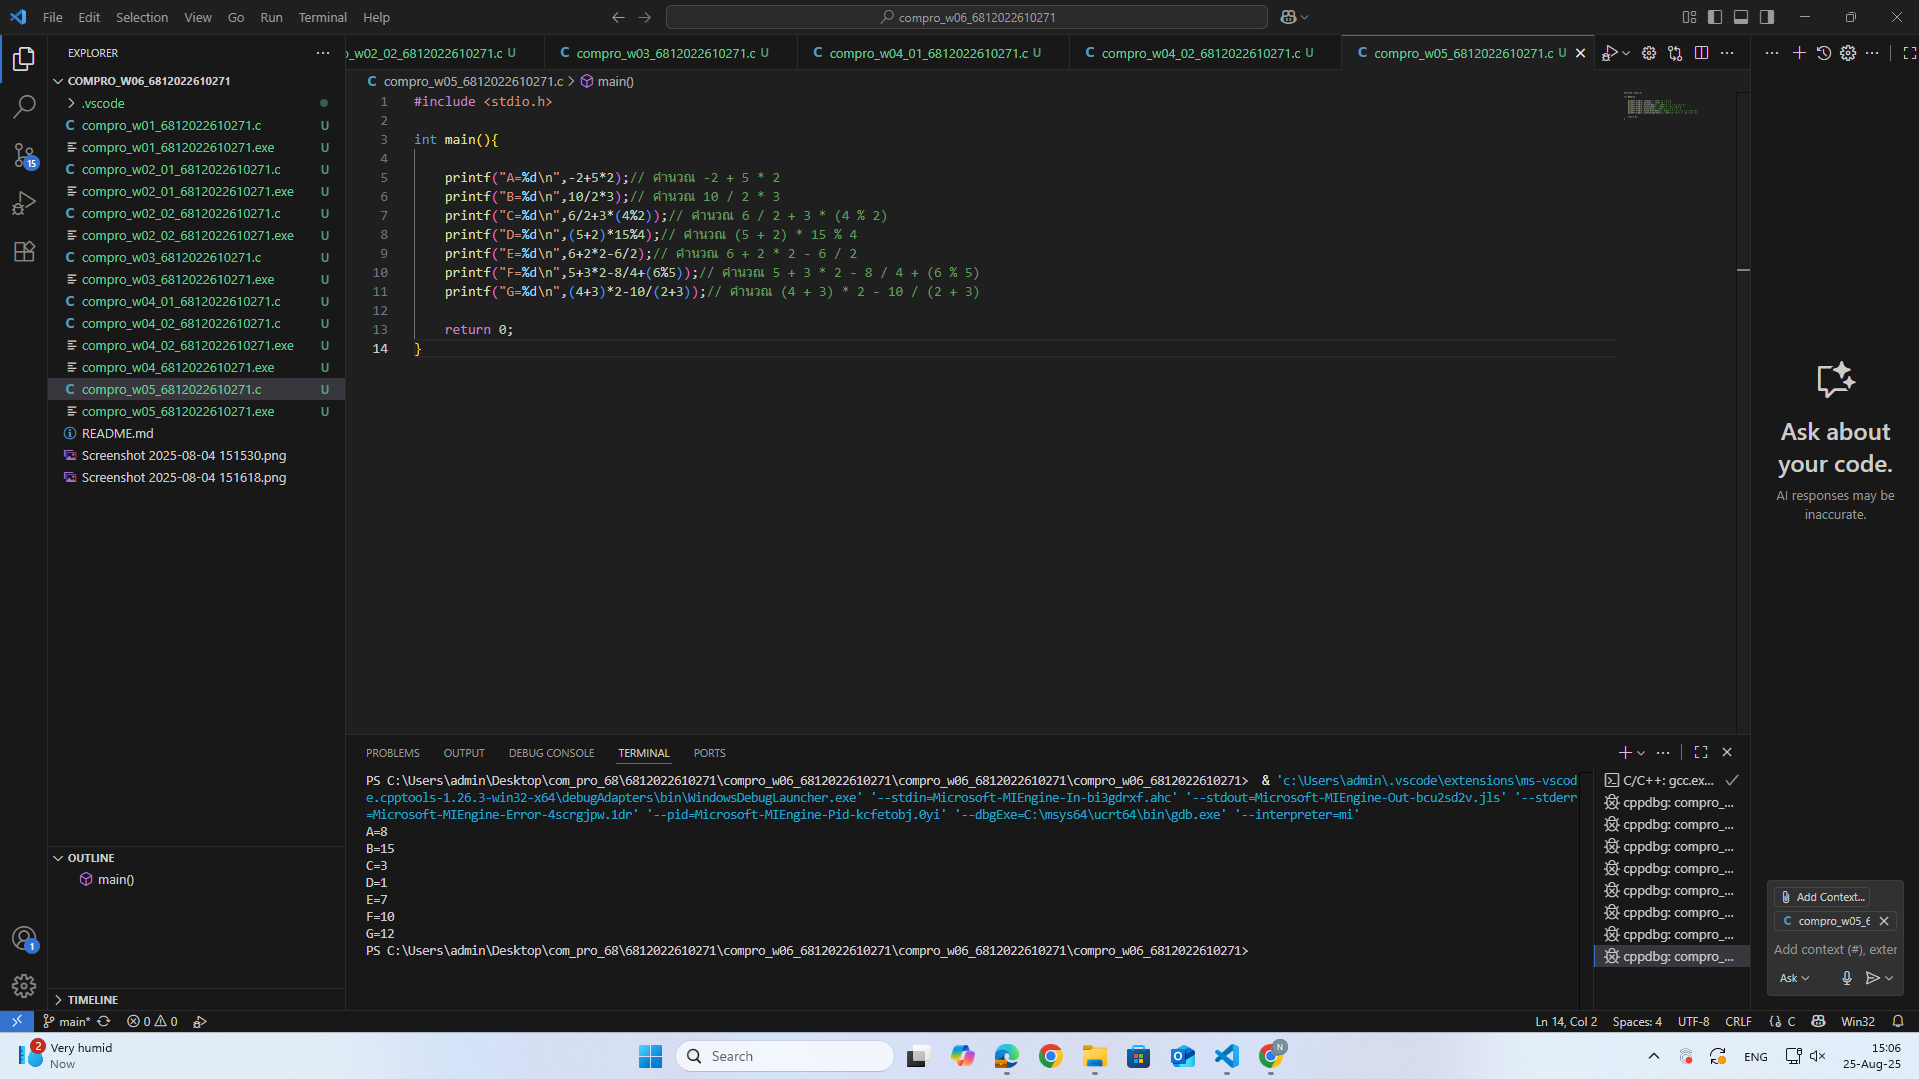 File Edit Selection View Go Run Terminal Help
compro_w06_6812022610271
EXPLORER
COMPRO_W06_6812022610271
.vscode
compro_w01_6812022610271.c U
compro_w01_6812022610271.exe U
compro_w02_01_6812022610271.c U
compro_w02_01_6812022610271.exe U
compro_w02_02_6812022610271.c U
compro_w02_02_6812022610271.exe U
compro_w03_6812022610271.c U
compro_w03_6812022610271.exe U
compro_w04_01_6812022610271.c U
compro_w04_02_6812022610271.c U
compro_w04_02_6812022610271.exe U
compro_w04_6812022610271.exe U
compro_w05_6812022610271.c U
compro_w05_6812022610271.exe U
README.md
Screenshot 2025-08-04 151530.png
Screenshot 2025-08-04 151618.png
15
OUTLINE
main()
TIMELINE
1
o_w02_02_6812022610271.c U
C compro_w03_6812022610271.c U
C compro_w04_01_6812022610271.c U
C compro_w04_02_6812022610271.c U
C compro_w05_6812022610271.c U
C compro_w05_6812022610271.c > main()
1 #include <stdio.h>
2
3 int main(){
4
5 printf("A=%d\n",-2+5*2);// คำนวณ -2 + 5 * 2
6 printf("B=%d\n",10/2*3);// คำนวณ 10 / 2 * 3
7 printf("C=%d\n",6/2+3*(4%2));// คำนวณ 6 / 2 + 3 * (4 % 2)
8 printf("D=%d\n",(5+2)*15%4);// คำนวณ (5 + 2) * 15 % 4
9 printf("E=%d\n",6+2*2-6/2);// คำนวณ 6 + 2 * 2 - 6 / 2
10 printf("F=%d\n",5+3*2-8/4+(6%5));// คำนวณ 5 + 3 * 2 - 8 / 4 + (6 % 5)
11 printf("G=%d\n",(4+3)*2-10/(2+3));// คำนวณ (4 + 3) * 2 - 10 / (2 + 3)
12
13 return 0;
14 }
PROBLEMS OUTPUT DEBUG CONSOLE TERMINAL PORTS
PS C:\Users\admin\Desktop\com_pro_68\6812022610271\compro_w06_6812022610271\compro_w06_6812022610271\compro_w06_6812022610271> & 'c:\Users\admin\.vscode\extensions\ms-vscod
e.cpptools-1.26.3-win32-x64\debugAdapters\bin\WindowsDebugLauncher.exe' '--stdin=Microsoft-MIEngine-In-bi3gdrxf.ahc' '--stdout=Microsoft-MIEngine-Out-bcu2sd2v.jls' '--stderr
=Microsoft-MIEngine-Error-4scrgjpw.1dr' '--pid=Microsoft-MIEngine-Pid-kcfetobj.0yi' '--dbgExe=C:\msys64\ucrt64\bin\gdb.exe' '--interpreter=mi'
A=8
B=15
C=3
D=1
E=7
F=10
G=12
PS C:\Users\admin\Desktop\com_pro_68\6812022610271\compro_w06_6812022610271\compro_w06_6812022610271\compro_w06_6812022610271>
C/C++: gcc.ex...
cppdbg: compro_...
cppdbg: compro_...
cppdbg: compro_...
cppdbg: compro_...
cppdbg: compro_...
cppdbg: compro_...
cppdbg: compro_...
cppdbg: compro_...
Ask about
your code.
AI responses may be
inaccurate.
Add Context...
C compro_w05_6
Add context (#), exter
Ask
main* 0 0
Ln 14, Col 2 Spaces: 4 UTF-8 CRLF {} C Win32
2
Very humid
Now
Search
N
ENG
15:06
25-Aug-25